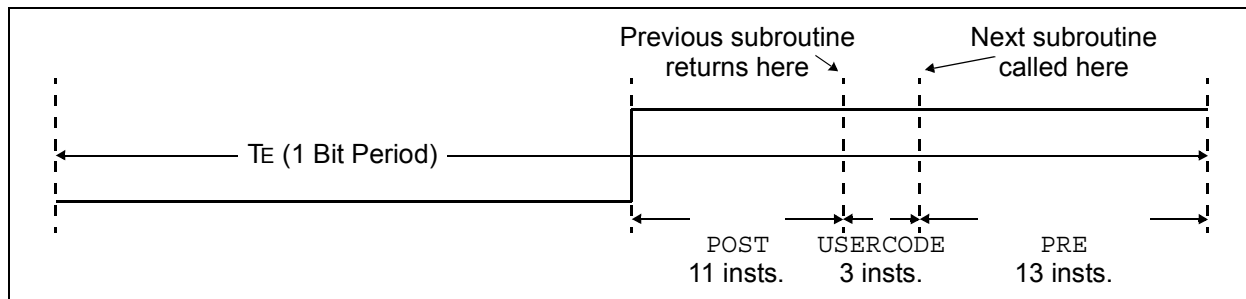 Previous subroutine
returns here
Next subroutine
called here
TE (1 Bit Period)
POST
11 insts.
USERCODE
3 insts.
PRE
13 insts.